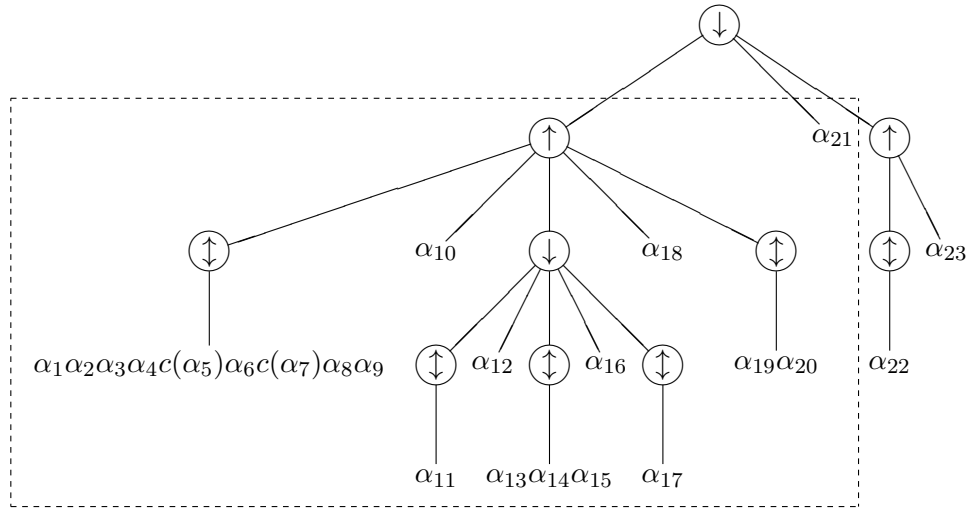 ↓
↑ α₂₁ ↑
↕ α₁₀ ↓ α₁₈ ↕ ↕ α₂₃
α₁α₂α₃α₄c(α₅)α₆c(α₇)α₈α₉ ↕ α₁₂ ↕ α₁₆ ↕ α₁₉α₂₀ α₂₂
α₁₁ α₁₃α₁₄α₁₅ α₁₇